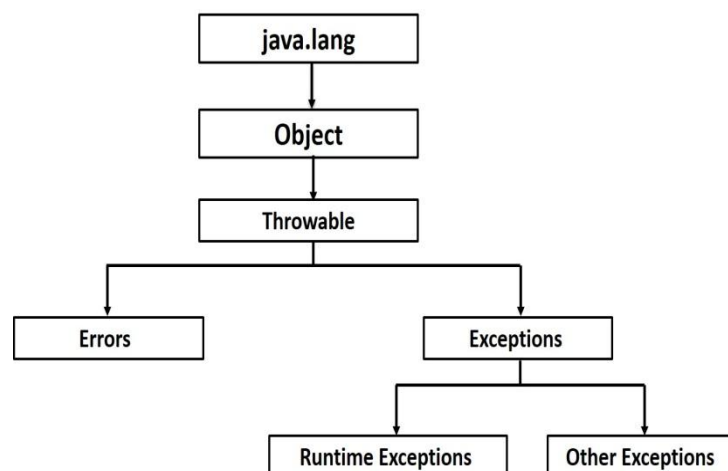 java.lang
Object
Throwable
Errors
Exceptions
Runtime Exceptions
Other Exceptions